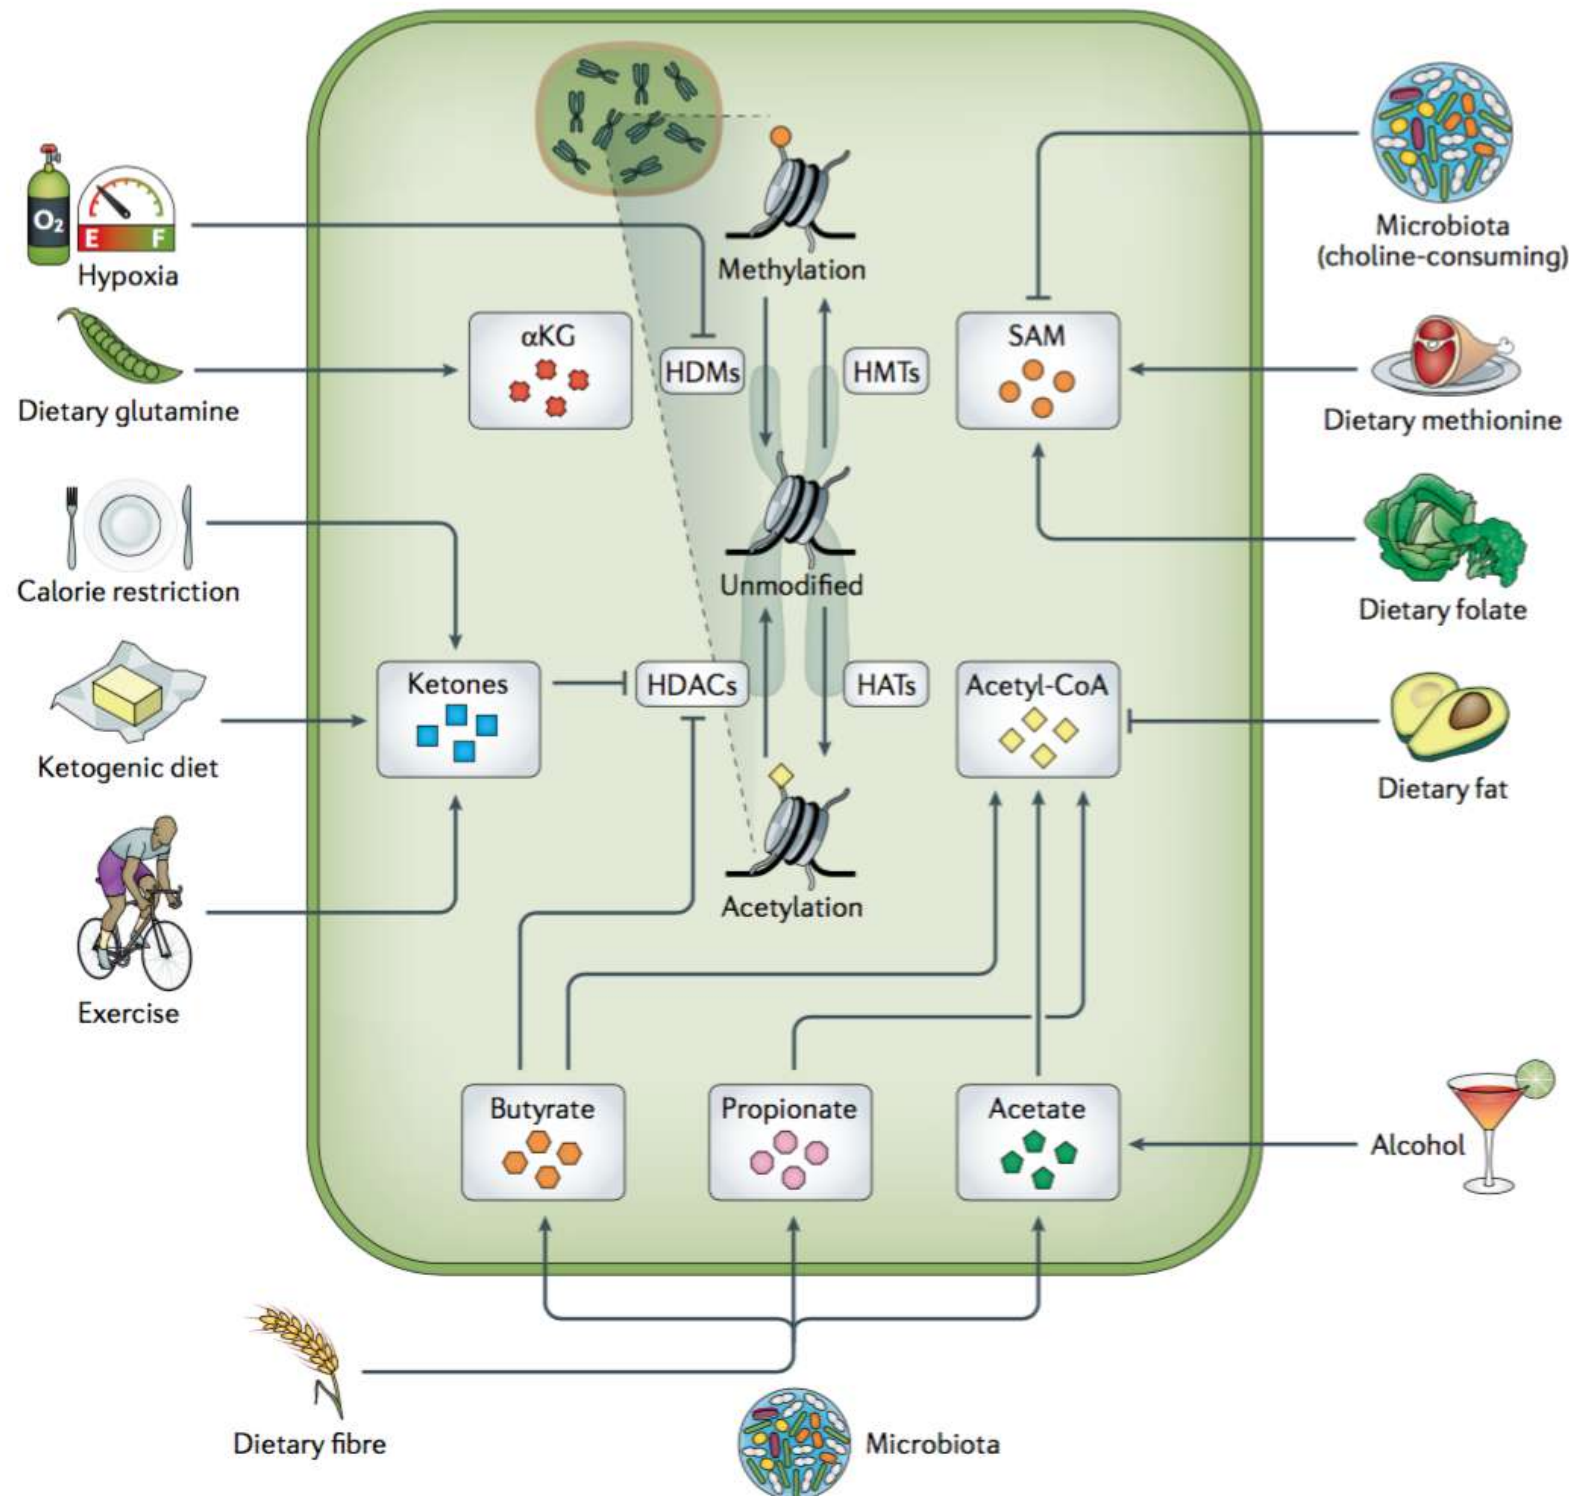 O2
E F
Hypoxia
Dietary glutamine
Calorie restriction
Ketogenic diet
Exercise
Methylation
αKG
HDMs
HMTs
SAM
Unmodified
Ketones
HDACs
HATs
Acetyl-CoA
Acetylation
Butyrate
Propionate
Acetate
Microbiota
(choline-consuming)
Dietary methionine
Dietary folate
Dietary fat
Alcohol
Dietary fibre
Microbiota